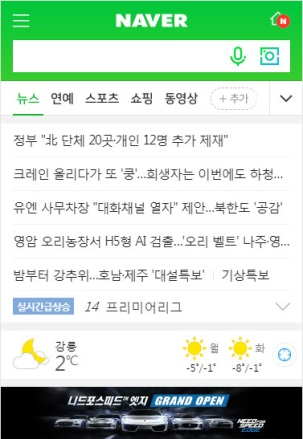 NAVER
N
뉴스 연예 스포츠 쇼핑 동영상 + 추가
정부 "北 단체 20곳·개인 12명 추가 제재"
크레인 올리다가 또 '쿵'...희생자는 이번에도 하청...
유엔 사무차장 "대화채널 열자" 제안...북한도 '공감'
영암 오리농장서 H5형 AI 검출...'오리 벨트' 나주·영...
밤부터 강추위...호남·제주 '대설특보' 기상특보
실시간급상승 14 프리미어리그
강릉 월 화
2℃ -5°/-1° -8°/-1°
니드포스피드™ 엣지 GRAND OPEN NEED FOR SPEED EDGE